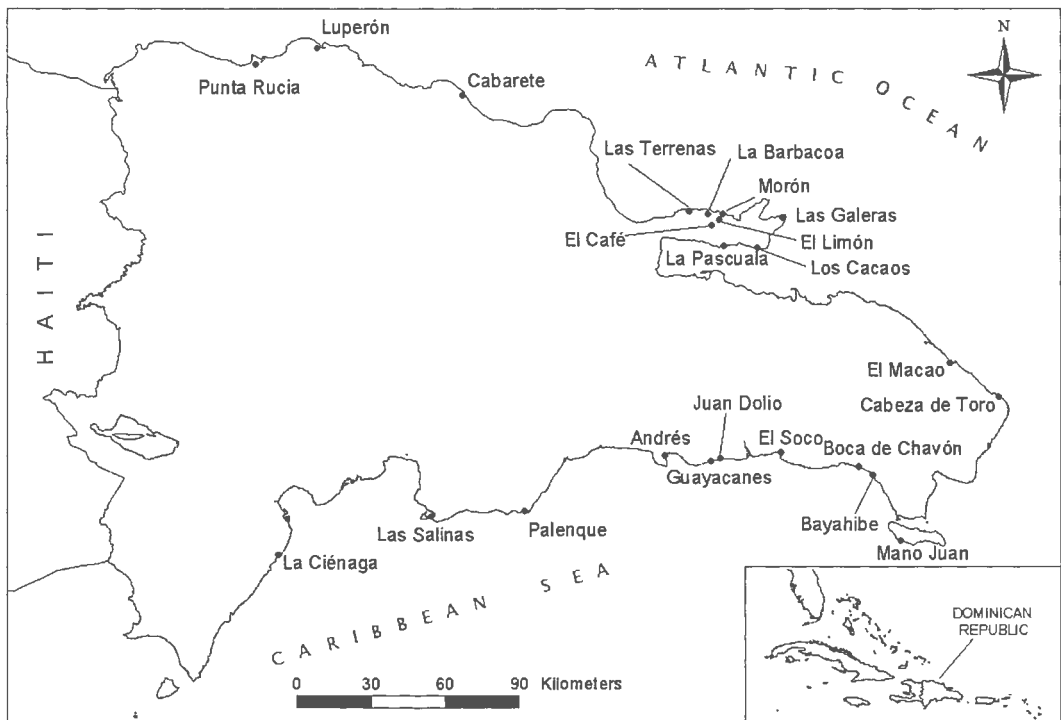 Luperón
N
ATLANTIC OCEAN
Punta Rucia
Cabarete
Las Terrenas
La Barbacoa
Morón
Las Galeras
El Café
El Limón
La Pascuala
Los Cacaos
HAITI
El Macao
Juan Dolio
Cabeza de Toro
Andrés
El Soco
Boca de Chavón
Guayacanes
Las Salinas
Palenque
Bayahibe
Mano Juan
La Ciénaga
CARIBBEAN SEA
DOMINICAN
REPUBLIC
0 30 60 90 Kilometers